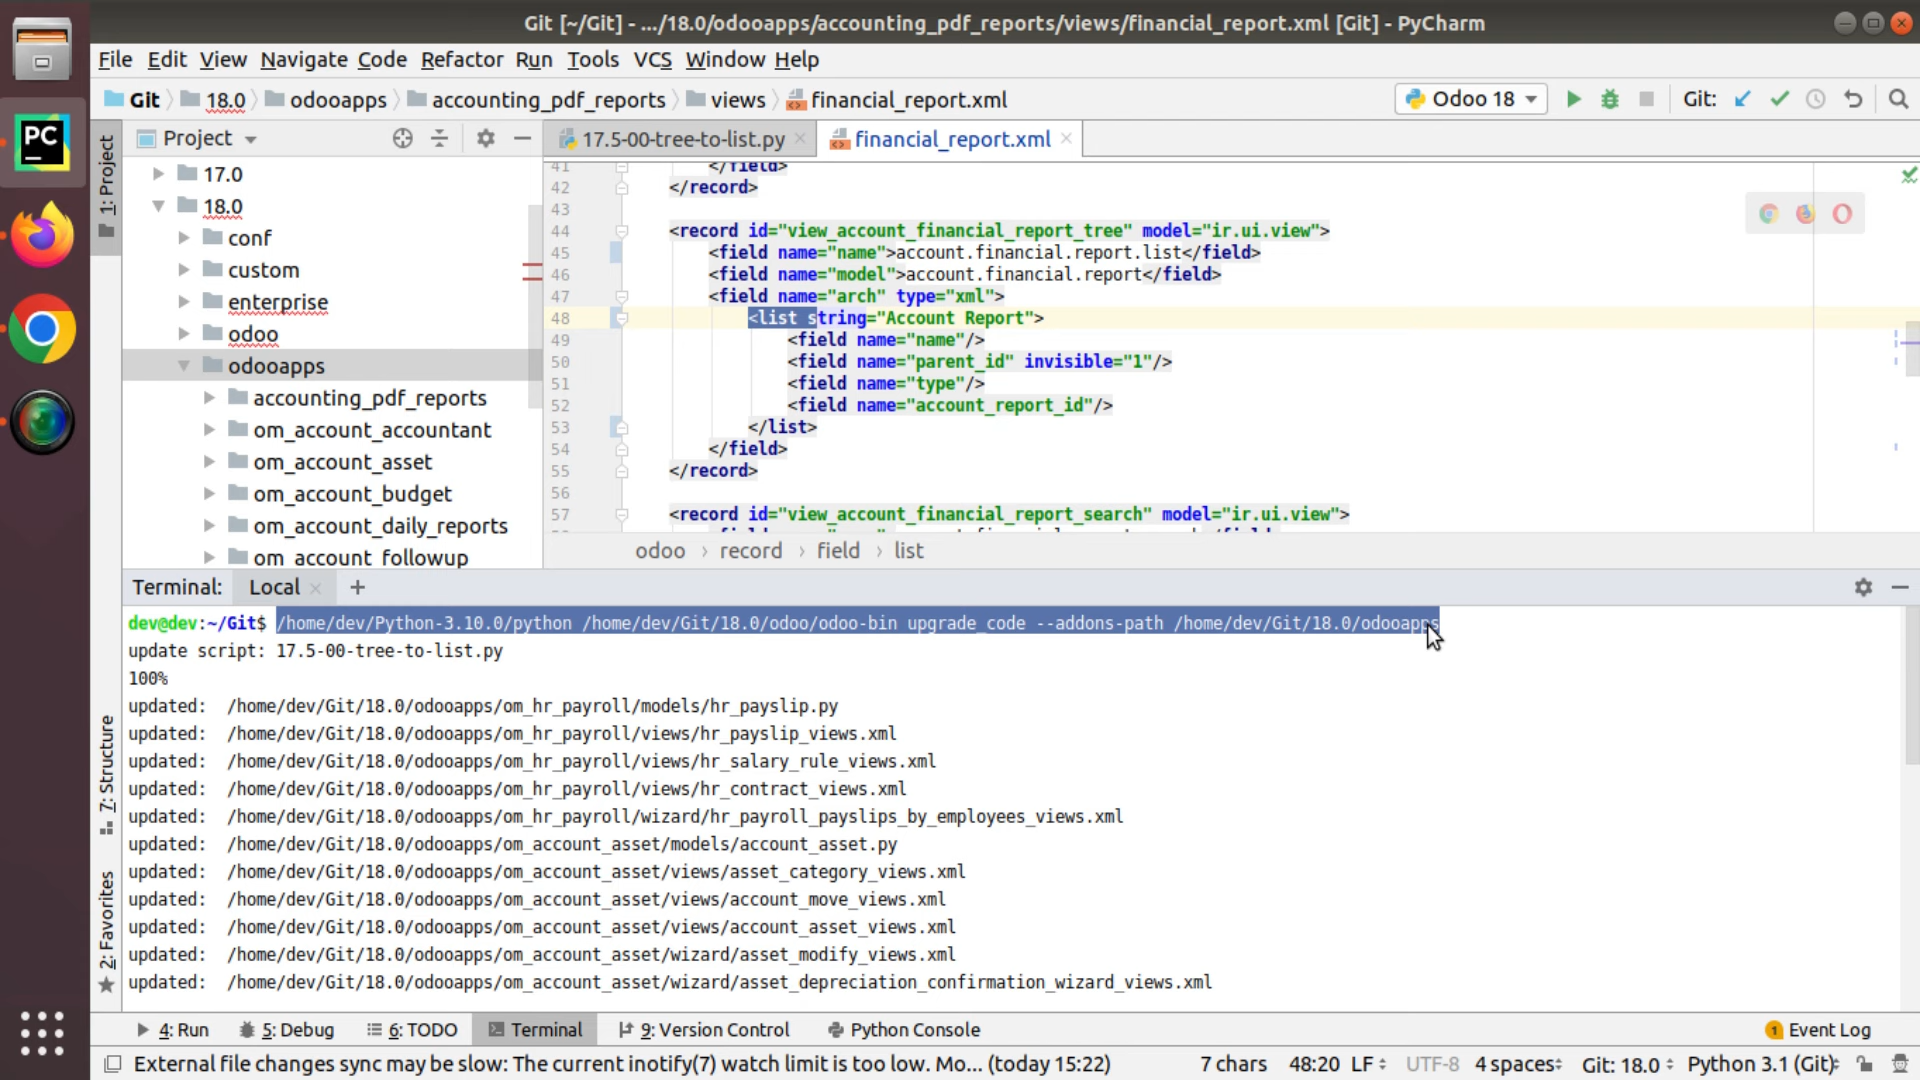 Git [~/Git] - .../18.0/odooapps/accounting_pdf_reports/views/financial_report.xml [Git] - PyCharm
File Edit View Navigate Code Refactor Run Tools VCS Window Help
Git 18.0 odooapps accounting_pdf_reports views financial_report.xml
Odoo 18 Git:
PC
1: Project
Project
17.0
18.0
conf
custom
enterprise
odoo
odooapps
accounting_pdf_reports
om_account_accountant
om_account_asset
om_account_budget
om_account_daily_reports
om_account_followup
17.5-00-tree-to-list.py financial_report.xml
41 </field>
42 </record>
43
44 <record id="view_account_financial_report_tree" model="ir.ui.view">
45 <field name="name">account.financial.report.list</field>
46 <field name="model">account.financial.report</field>
47 <field name="arch" type="xml">
48 <list string="Account Report">
49 <field name="name"/>
50 <field name="parent_id" invisible="1"/>
51 <field name="type"/>
52 <field name="account_report_id"/>
53 </list>
54 </field>
55 </record>
56
57 <record id="view_account_financial_report_search" model="ir.ui.view">
odoo › record › field › list
Terminal: Local +
dev@dev:~/Git$ /home/dev/Python-3.10.0/python /home/dev/Git/18.0/odoo/odoo-bin upgrade_code --addons-path /home/dev/Git/18.0/odooapps
update script: 17.5-00-tree-to-list.py
100%
updated: /home/dev/Git/18.0/odooapps/om_hr_payroll/models/hr_payslip.py
updated: /home/dev/Git/18.0/odooapps/om_hr_payroll/views/hr_payslip_views.xml
updated: /home/dev/Git/18.0/odooapps/om_hr_payroll/views/hr_salary_rule_views.xml
updated: /home/dev/Git/18.0/odooapps/om_hr_payroll/views/hr_contract_views.xml
updated: /home/dev/Git/18.0/odooapps/om_hr_payroll/wizard/hr_payroll_payslips_by_employees_views.xml
updated: /home/dev/Git/18.0/odooapps/om_account_asset/models/account_asset.py
updated: /home/dev/Git/18.0/odooapps/om_account_asset/views/asset_category_views.xml
updated: /home/dev/Git/18.0/odooapps/om_account_asset/views/account_move_views.xml
updated: /home/dev/Git/18.0/odooapps/om_account_asset/views/account_asset_views.xml
updated: /home/dev/Git/18.0/odooapps/om_account_asset/wizard/asset_modify_views.xml
updated: /home/dev/Git/18.0/odooapps/om_account_asset/wizard/asset_depreciation_confirmation_wizard_views.xml
7: Structure
2: Favorites
4: Run 5: Debug 6: TODO Terminal 9: Version Control Python Console 1 Event Log
External file changes sync may be slow: The current inotify(7) watch limit is too low. Mo... (today 15:22) 7 chars 48:20 LF UTF-8 4 spaces Git: 18.0 Python 3.1 (Git)